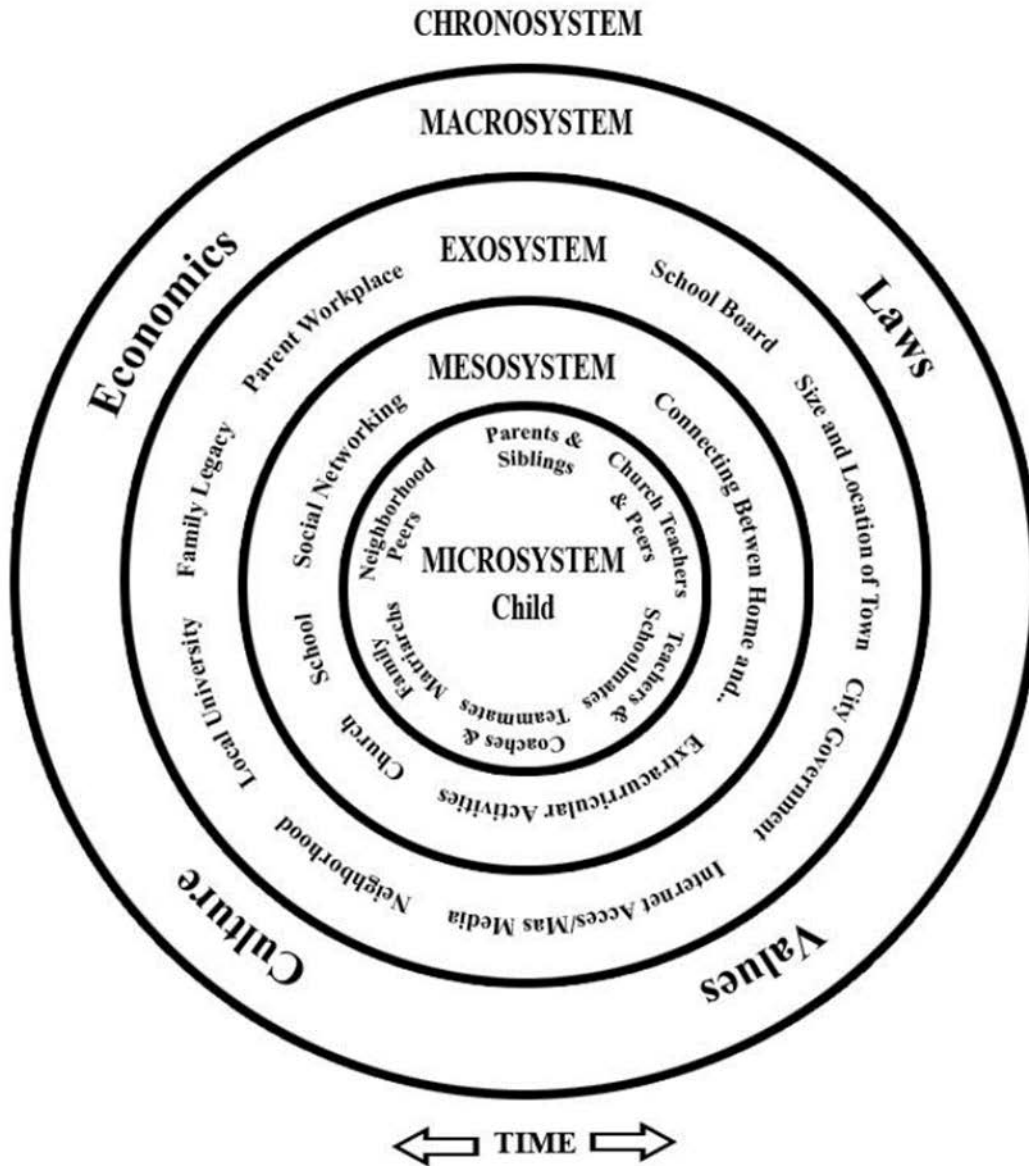 CHRONOSYSTEM
MACROSYSTEM
Economics
Laws
Values
Culture
EXOSYSTEM
Parent Workplace
School Board
Size and Location of Town
City Government
Internet Acces/Mas Media
Neighborhood
Local University
Family Legacy
MESOSYSTEM
Social Networking
Connecting Betwen Home and..
Extracurricular Activities
Church
School
Parents &
Siblings
Church Teachers
& Peers
Teachers &
Schoolmates
Coaches &
Teammates
Family
Matriarchs
Neighborhood
Peers
MICROSYSTEM
Child
TIME